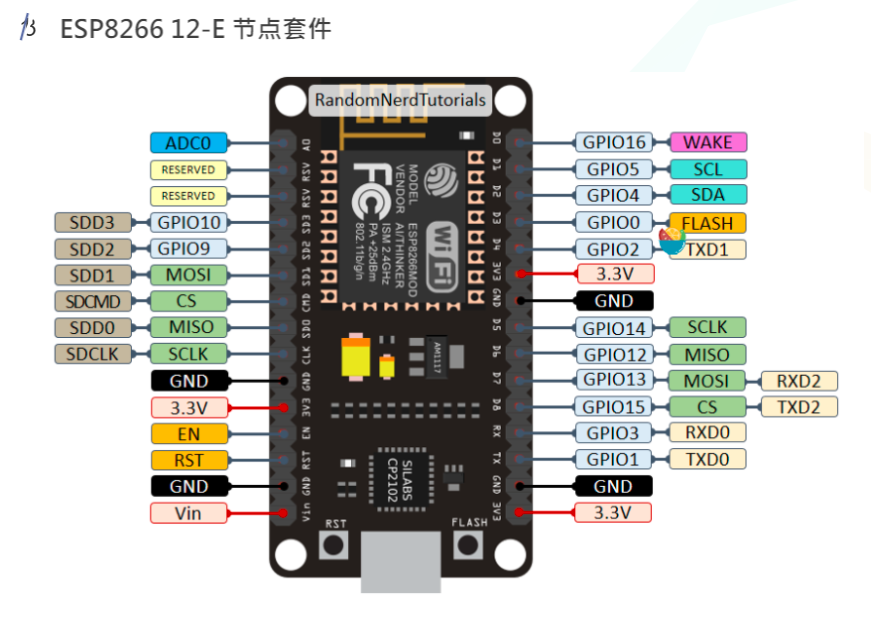 ESP8266 12-E 节点套件
RandomNerdTutorials
ADC0 A0 D0 GPIO16 WAKE
RESERVED RSV D1 GPIO5 SCL
RESERVED RSV D2 GPIO4 SDA
SDD3 GPIO10 SD3 D3 GPIO0 FLASH
SDD2 GPIO9 SD2 D4 GPIO2 TXD1
SDD1 MOSI SD1 3V3 3.3V
SDCMD CS CMD GND GND
SDD0 MISO SD0 D5 GPIO14 SCLK
SDCLK SCLK CLK D6 GPIO12 MISO
GND GND D7 GPIO13 MOSI RXD2
3.3V 3V3 D8 GPIO15 CS TXD2
EN EN RX GPIO3 RXD0
RST RST TX GPIO1 TXD0
GND GND GND GND
Vin Vin 3V3 3.3V
MODEL ESP8266MOD
VENDOR AI/THINKER
ISM 2.4GHz
PA +25dBm
802.11b/g/n
FC
Wi Fi
AM1117
SILABS
CP2102
RST
FLASH